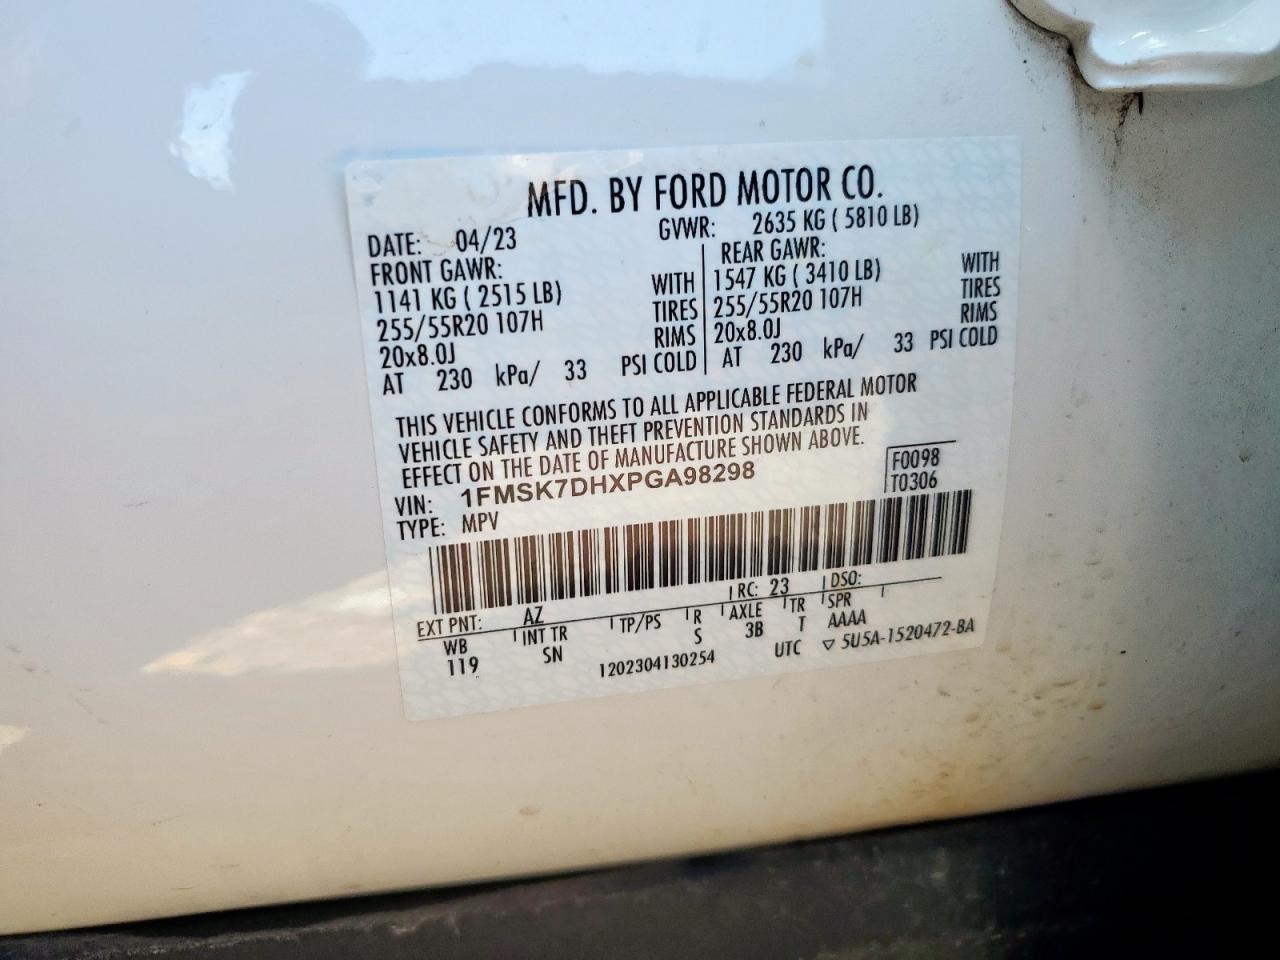 MFD. BY FORD MOTOR CO.
DATE: 04/23 GVWR: 2635 KG ( 5810 LB)
FRONT GAWR: REAR GAWR:
1141 KG ( 2515 LB) WITH 1547 KG ( 3410 LB) WITH
255/55R20 107H TIRES 255/55R20 107H TIRES
20x8.0J RIMS 20x8.0J RIMS
AT 230 kPa/ 33 PSI COLD AT 230 kPa/ 33 PSI COLD
THIS VEHICLE CONFORMS TO ALL APPLICABLE FEDERAL MOTOR
VEHICLE SAFETY AND THEFT PREVENTION STANDARDS IN
EFFECT ON THE DATE OF MANUFACTURE SHOWN ABOVE.
VIN: 1FMSK7DHXPGA98298 F0098
TYPE: MPV T0306
EXT PNT: AZ RC: 23 DSO:
WB INT TR TP/PS R AXLE TR SPR
119 SN S 3B T AAAA
1202304130254 UTC ▽ 5U5A-1520472-BA